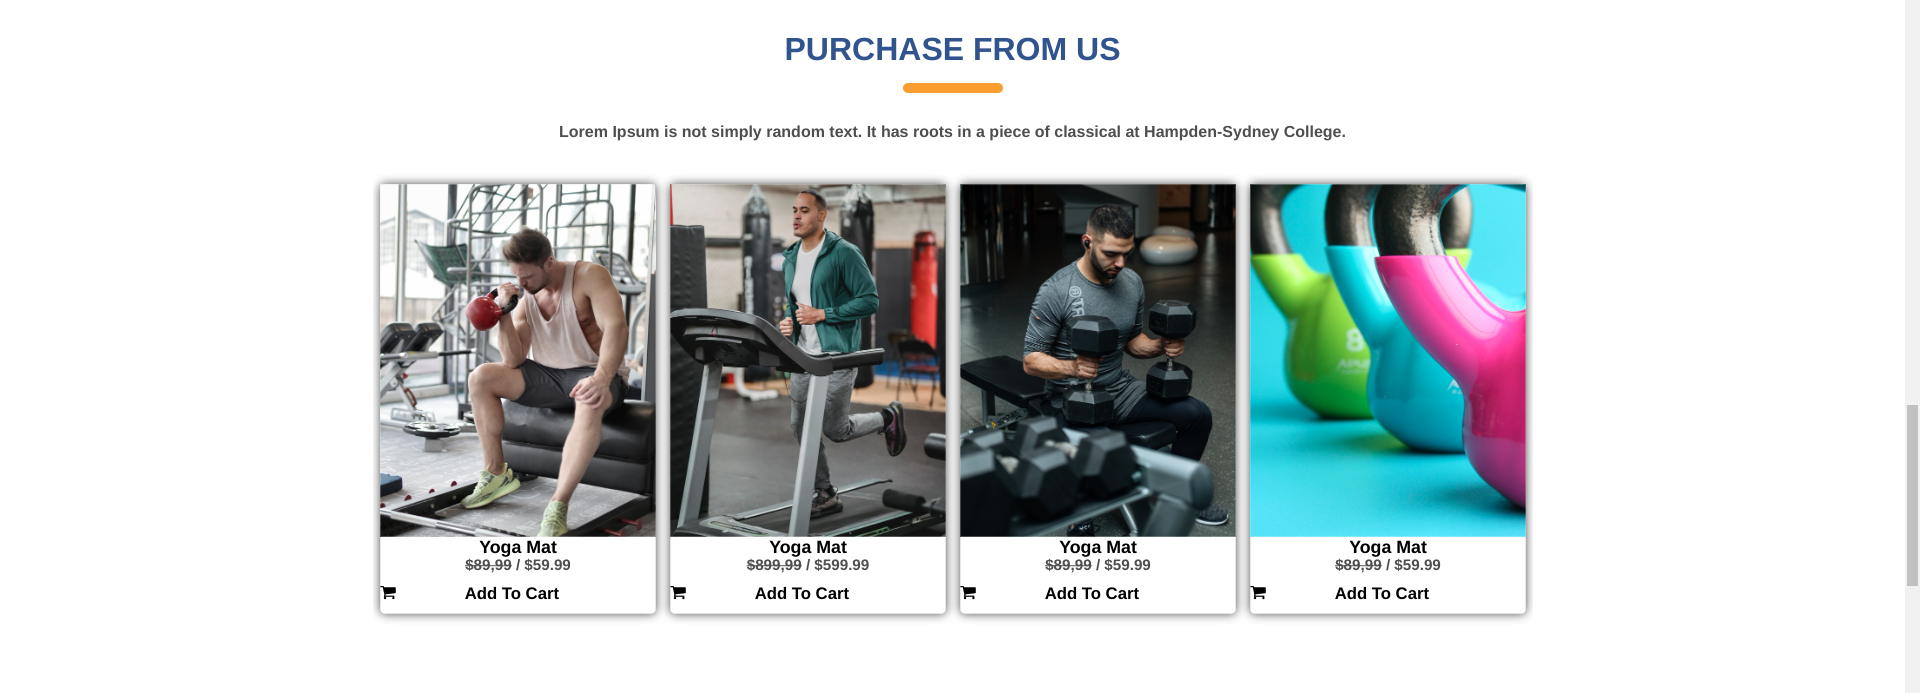 PURCHASE FROM US
Lorem Ipsum is not simply random text. It has roots in a piece of classical at Hampden-Sydney College.
8
Yoga Mat
$89,99 / $59.99
Add To Cart
Yoga Mat
$899,99 / $599.99
Add To Cart
Yoga Mat
$89,99 / $59.99
Add To Cart
Yoga Mat
$89,99 / $59.99
Add To Cart